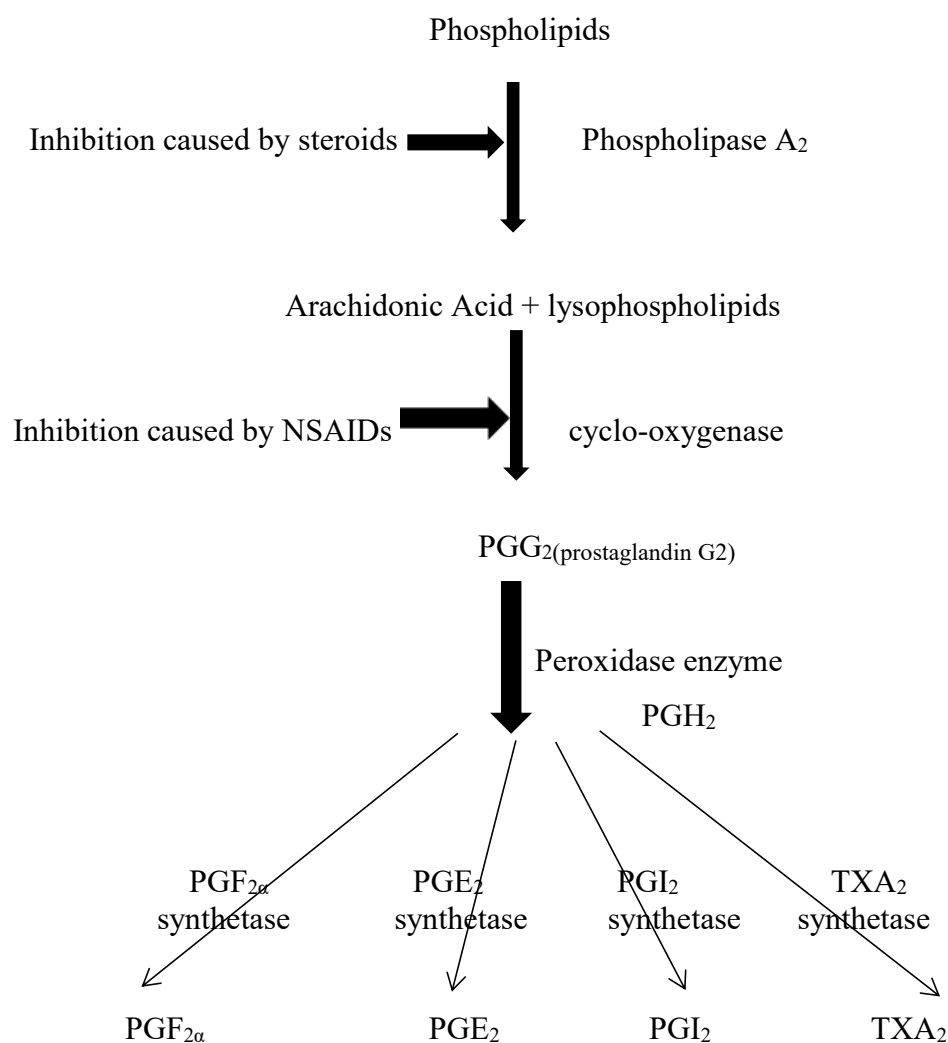 Phospholipids
Inhibition caused by steroids
Phospholipase A₂
Arachidonic Acid + lysophospholipids
Inhibition caused by NSAIDs
cyclo-oxygenase
PGG₂(prostaglandin G2)
Peroxidase enzyme
PGH₂
PGF₂α
synthetase
PGE₂
synthetase
PGI₂
synthetase
TXA₂
synthetase
PGF₂α
PGE₂
PGI₂
TXA₂